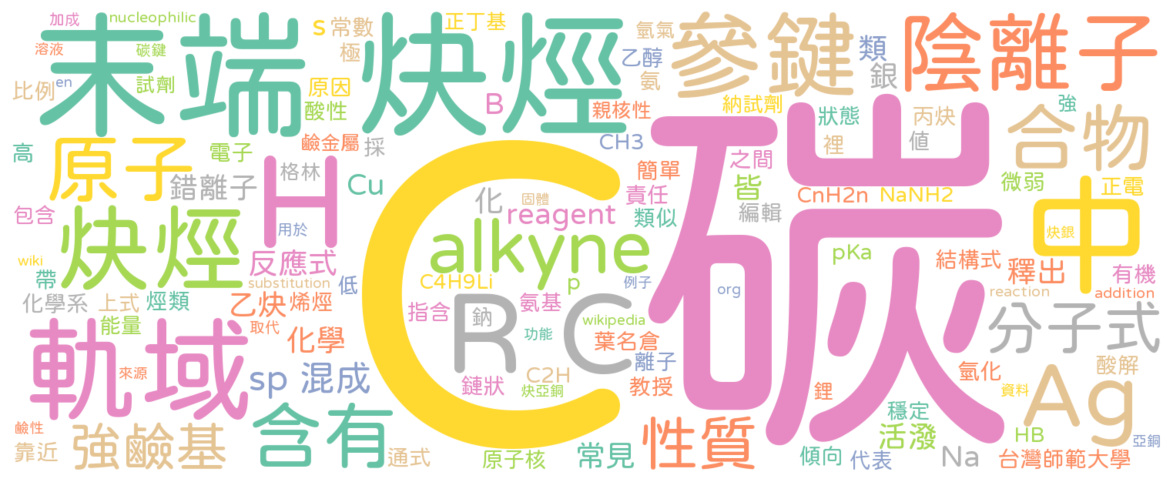 加成 nucleophilic
溶液 碳鍵
比例 en 試劑
末端 炔烴
s 常數 正丁基
極 氫氣
原因 乙醇
酸性 氨
B 親核性
參鍵 類 銀
納試劑 狀態 丙炔 強
陰離子
高 原子 電子 鹼金屬 採
格林
錯離子 Cu
CH3 簡單 之間 裡 值
合物
包含 炔烴 H 用於
固體 化 reagent 責任 皆 CnH2n NaNH2 微弱 正電
類似 編輯
C 碳 中 炔銀
wiki 反應式 alkyne pKa 結構式 釋出 有機
化學系 上式 烴類 substitution 低 C4H9Li p 例子 org reaction addition
能量 乙炔 烯烴
取代 化學
指含 鈉 氨基 wikipedia
R C 功能 葉名倉 分子式
軌域 來源 sp 混成 鏈狀 C2H 離子 氫化 酸解
炔亞銅 教授 鋰 資料 Ag
鹼性 含有 穩定
靠近 強鹼基 通式 原子核 常見 性質 活潑 HB 亞銅
傾向 代表 Na 台灣師範大學